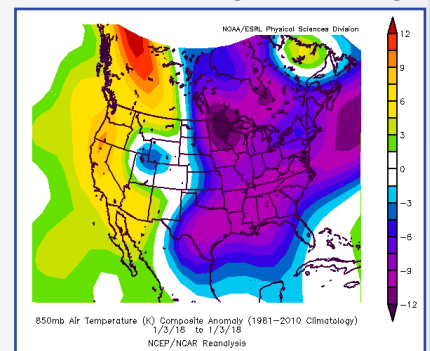 NOAA/ESRL Physical Sciences Division
12
9
6
3
0
-3
-6
-9
-12
850mb Air Temperature (K) Composite Anomaly (1981-2010 Climatology)
1/3/18 to 1/3/18
NCEP/NCAR Reanalysis